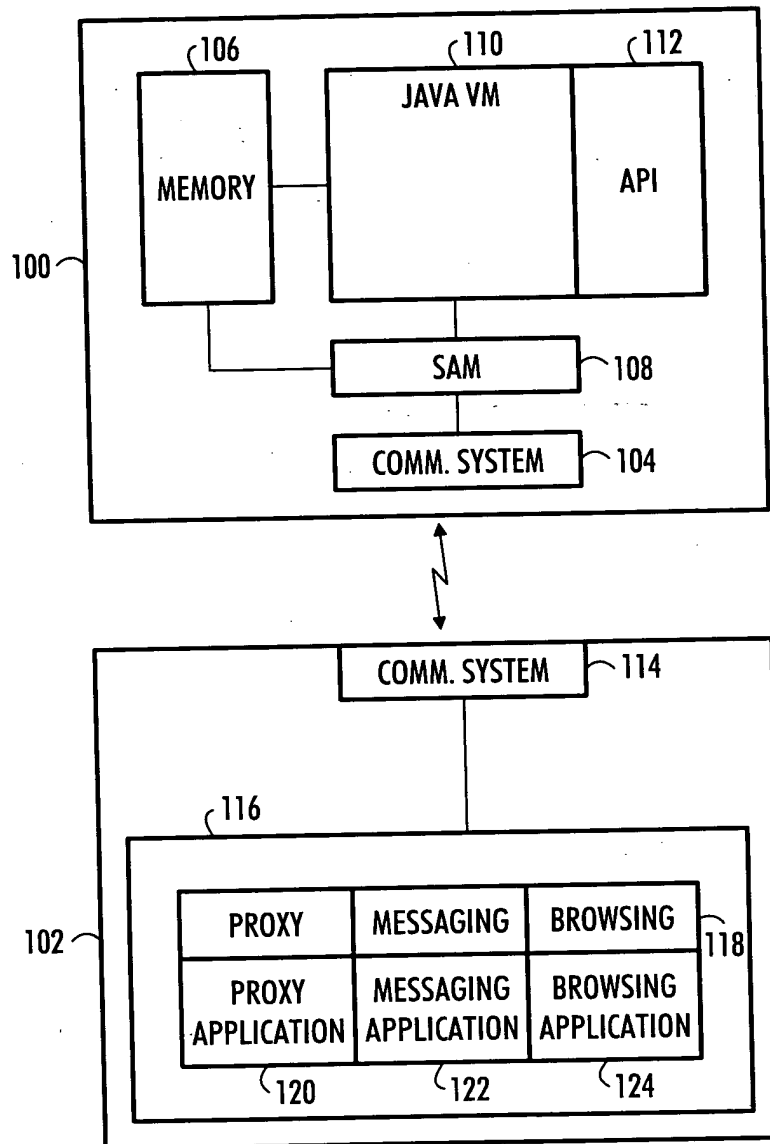 106
110
112
JAVA VM
MEMORY
API
100
SAM
108
COMM. SYSTEM
104
COMM. SYSTEM
114
116
PROXY
MESSAGING
BROWSING
118
102
PROXY
APPLICATION
MESSAGING
APPLICATION
BROWSING
APPLICATION
120
122
124